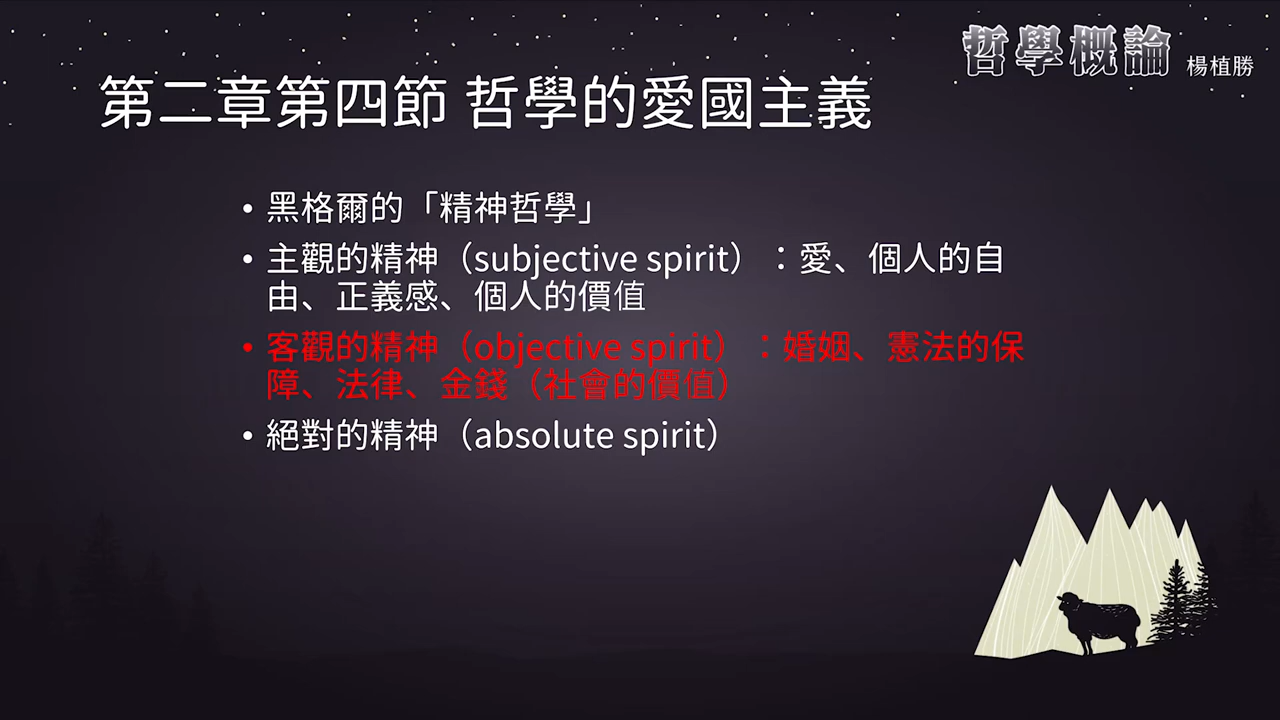 哲學概論 楊植勝
第二章第四節 哲學的愛國主義
• 黑格爾的「精神哲學」
• 主觀的精神（subjective spirit）：愛、個人的自
由、正義感、個人的價值
• 客觀的精神（objective spirit）：婚姻、憲法的保
障、法律、金錢（社會的價值）
• 絕對的精神（absolute spirit）